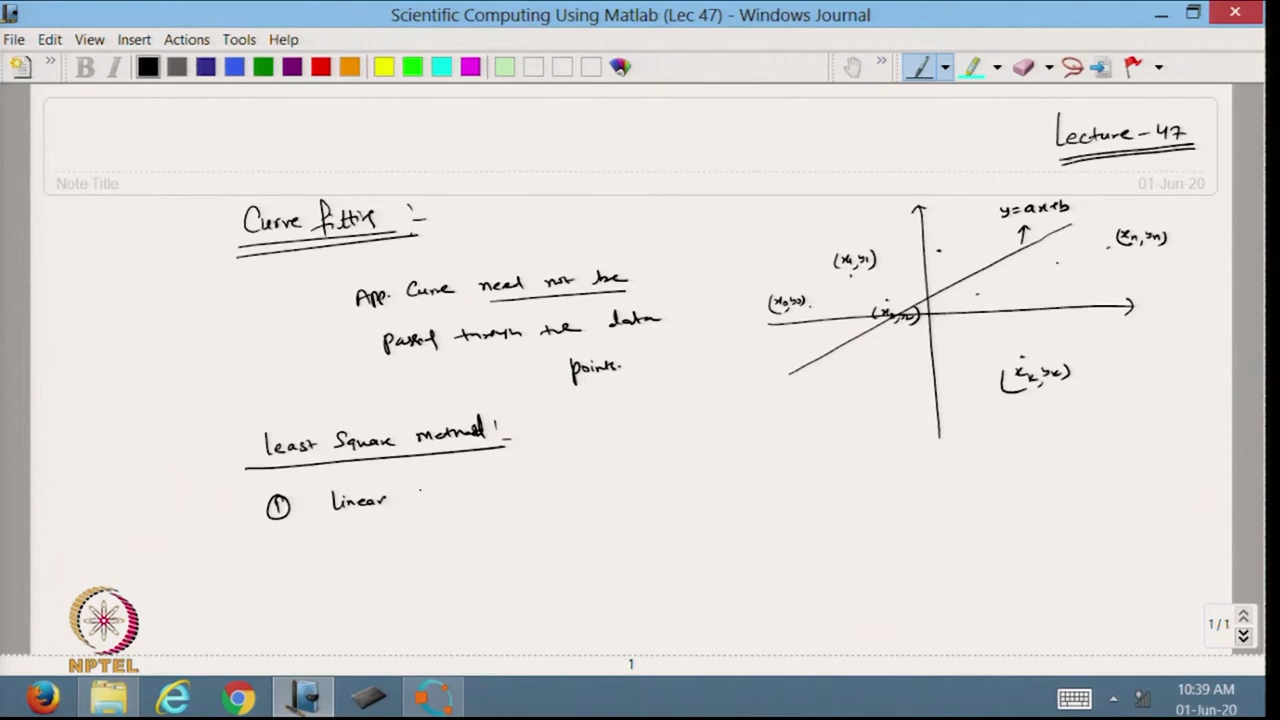 Scientific Computing Using Matlab (Lec 47) - Windows Journal
File Edit View Insert Actions Tools Help
Lecture - 47
Note Title
01-Jun-20
Curve fitting :-
App. Curve need not be
passed through the data
points.
y=ax+b
(x1,y1)
(xn,yn)
(x0,y0)
(x2,y2)
(xk,yk)
Least Square method :-
① Linear
1/1
NPTEL
1
10:39 AM
01-Jun-20